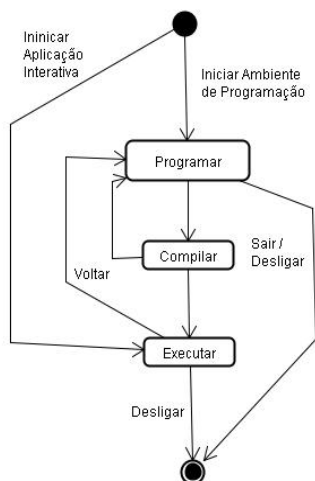 Ininicar
Aplicação
Interativa
Iniciar Ambiente
de Programação
Programar
Compilar
Sair /
Desligar
Voltar
Executar
Desligar